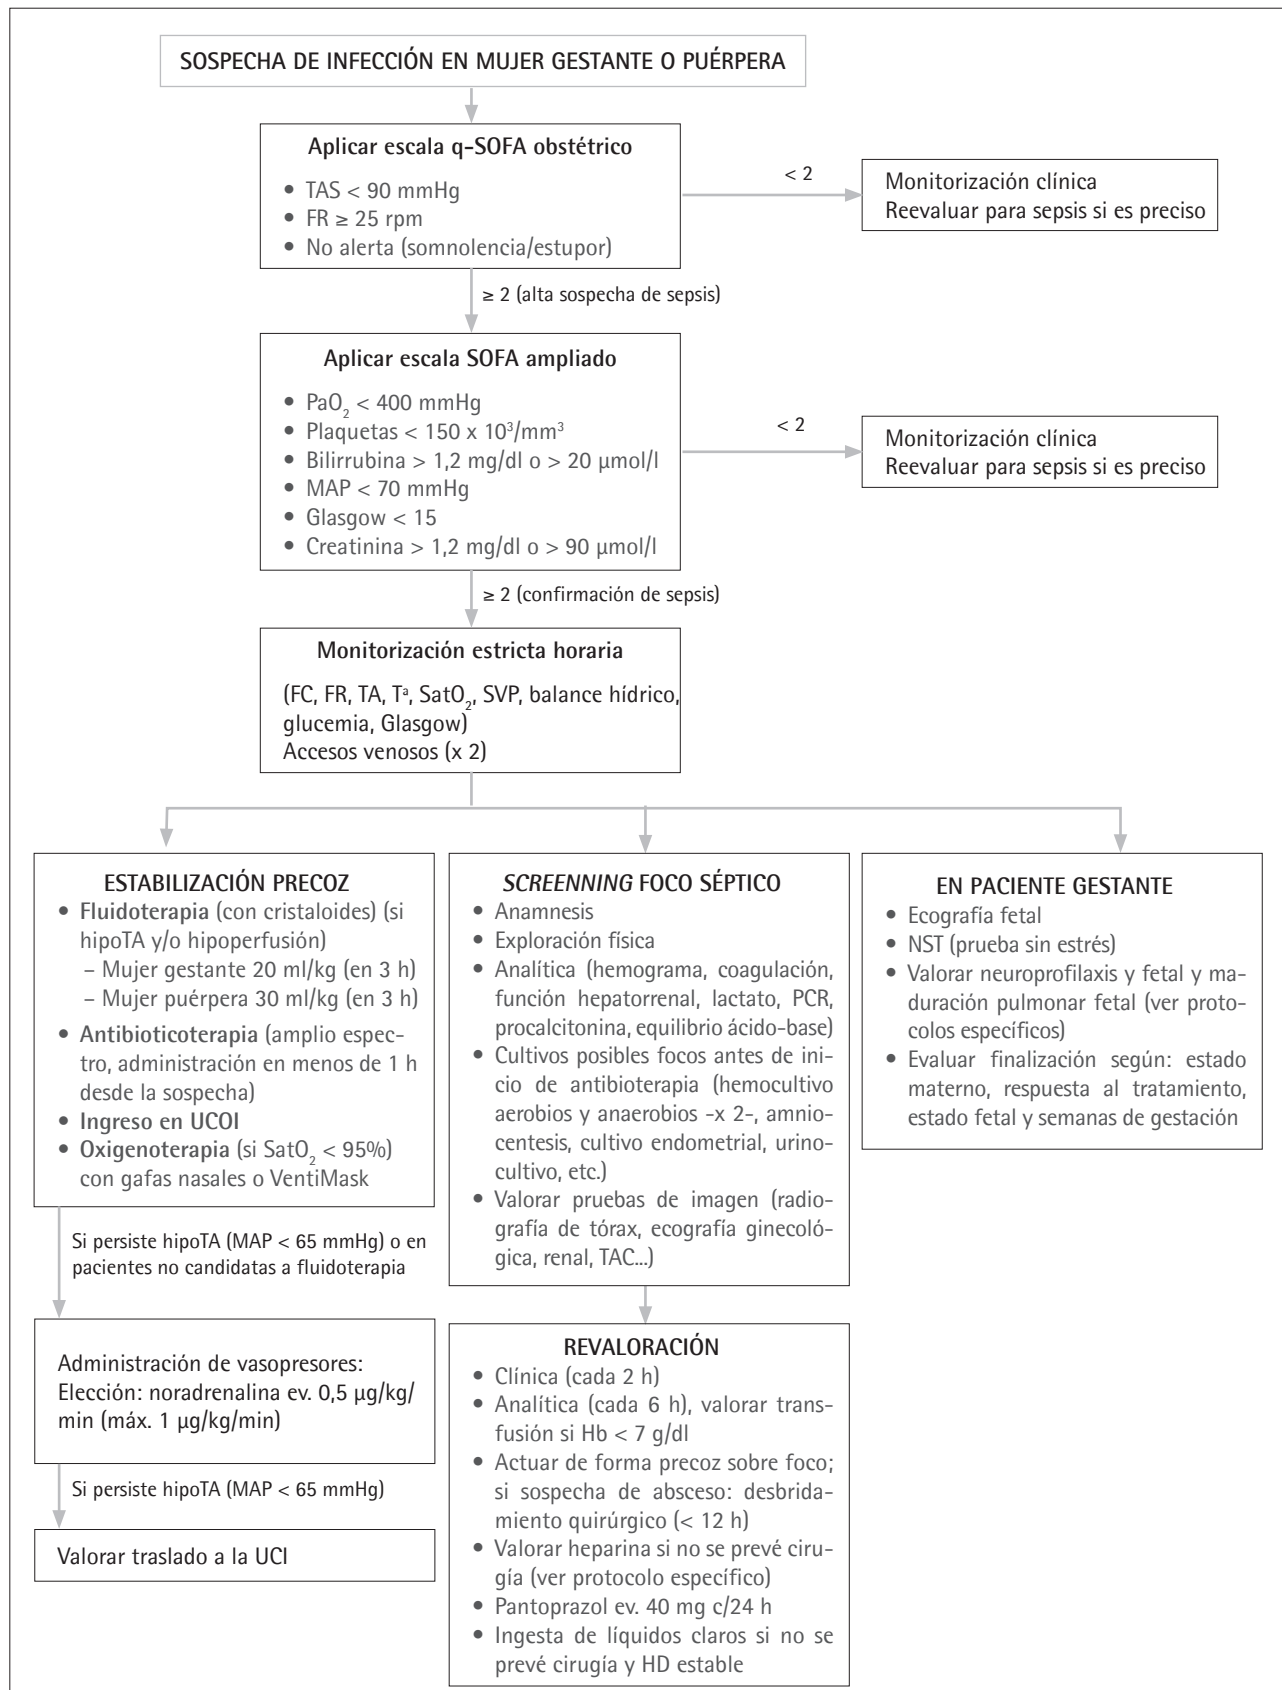 SOSPECHA DE INFECCIÓN EN MUJER GESTANTE O PUÉRPERA
Aplicar escala q-SOFA obstétrico
• TAS < 90 mmHg
• FR ≥ 25 rpm
• No alerta (somnolencia/estupor)
< 2
Monitorización clínica
Reevaluar para sepsis si es preciso
≥ 2 (alta sospecha de sepsis)
Aplicar escala SOFA ampliado
• PaO₂ < 400 mmHg
• Plaquetas < 150 x 10³/mm³
• Bilirrubina > 1,2 mg/dl o > 20 µmol/l
• MAP < 70 mmHg
• Glasgow < 15
• Creatinina > 1,2 mg/dl o > 90 µmol/l
< 2
Monitorización clínica
Reevaluar para sepsis si es preciso
≥ 2 (confirmación de sepsis)
Monitorización estricta horaria
(FC, FR, TA, Tª, SatO₂, SVP, balance hídrico,
glucemia, Glasgow)
Accesos venosos (x 2)
ESTABILIZACIÓN PRECOZ
• Fluidoterapia (con cristaloides) (si
hipoTA y/o hipoperfusión)
– Mujer gestante 20 ml/kg (en 3 h)
– Mujer puérpera 30 ml/kg (en 3 h)
• Antibioticoterapia (amplio espec-
tro, administración en menos de 1 h
desde la sospecha)
• Ingreso en UCOI
• Oxigenoterapia (si SatO₂ < 95%)
con gafas nasales o VentiMask
Si persiste hipoTA (MAP < 65 mmHg) o en
pacientes no candidatas a fluidoterapia
Administración de vasopresores:
Elección: noradrenalina ev. 0,5 µg/kg/
min (máx. 1 µg/kg/min)
Si persiste hipoTA (MAP < 65 mmHg)
Valorar traslado a la UCI
SCREENNING FOCO SÉPTICO
• Anamnesis
• Exploración física
• Analítica (hemograma, coagulación,
función hepatorrenal, lactato, PCR,
procalcitonina, equilibrio ácido-base)
• Cultivos posibles focos antes de ini-
cio de antibioterapia (hemocultivo
aerobios y anaerobios -x 2-, amnio-
centesis, cultivo endometrial, urino-
cultivo, etc.)
• Valorar pruebas de imagen (radio-
grafía de tórax, ecografía ginecoló-
gica, renal, TAC...)
REVALORACIÓN
• Clínica (cada 2 h)
• Analítica (cada 6 h), valorar trans-
fusión si Hb < 7 g/dl
• Actuar de forma precoz sobre foco;
si sospecha de absceso: desbrida-
miento quirúrgico (< 12 h)
• Valorar heparina si no se prevé ciru-
gía (ver protocolo específico)
• Pantoprazol ev. 40 mg c/24 h
• Ingesta de líquidos claros si no se
prevé cirugía y HD estable
EN PACIENTE GESTANTE
• Ecografía fetal
• NST (prueba sin estrés)
• Valorar neuroprofilaxis y fetal y ma-
duración pulmonar fetal (ver proto-
colos específicos)
• Evaluar finalización según: estado
materno, respuesta al tratamiento,
estado fetal y semanas de gestación